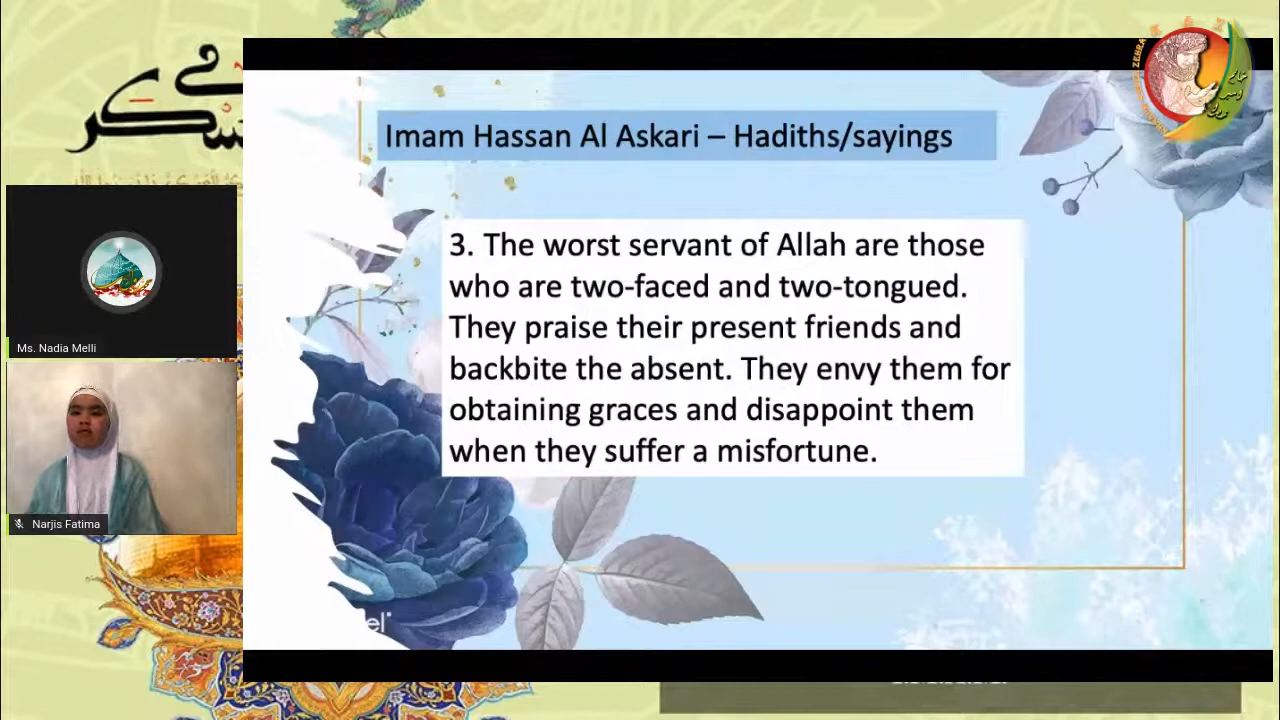 Imam Hassan Al Askari – Hadiths/sayings
3. The worst servant of Allah are those
who are two-faced and two-tongued.
They praise their present friends and
backbite the absent. They envy them for
obtaining graces and disappoint them
when they suffer a misfortune.
Ms. Nadia Melli
Narjis Fatima